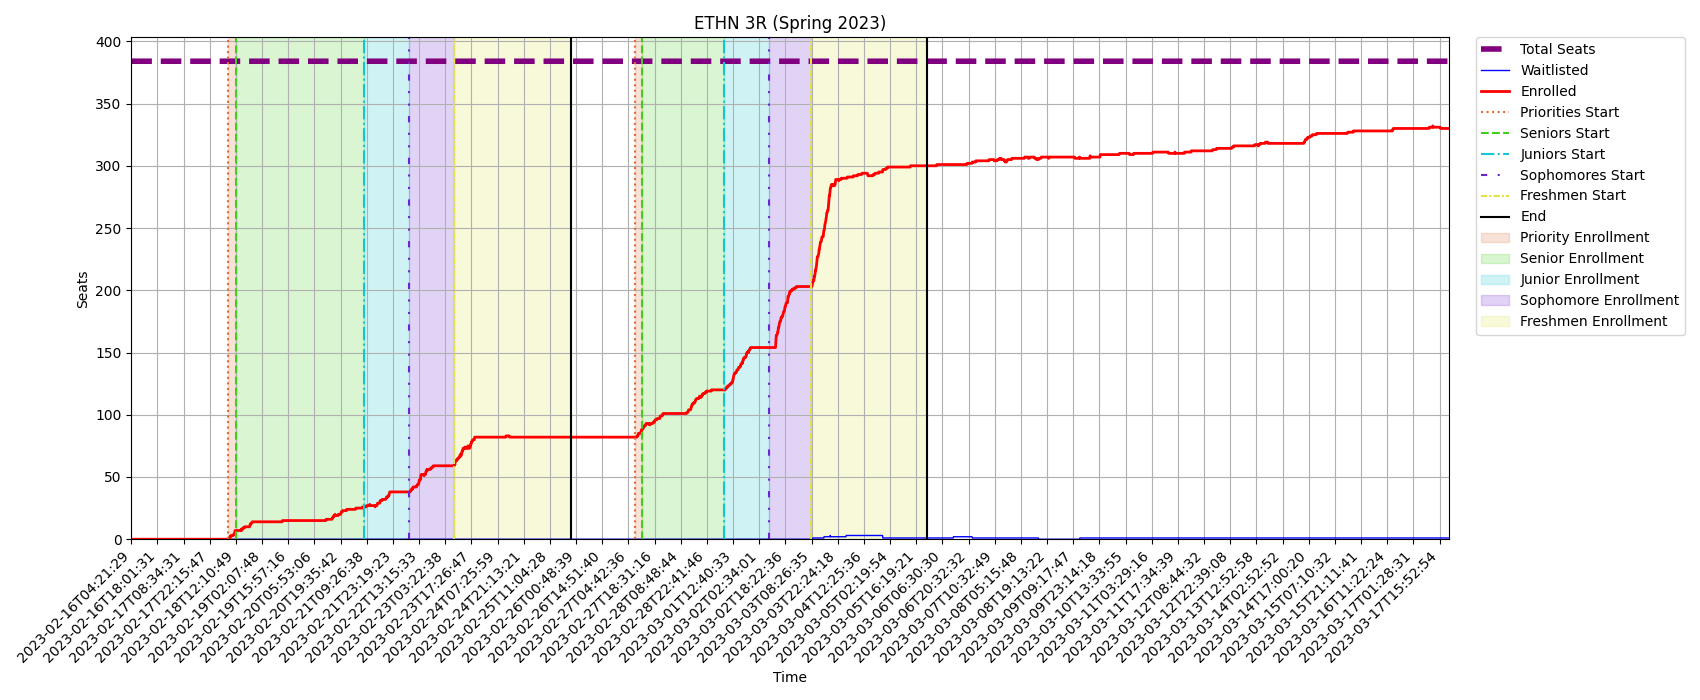 ETHN 3R (Spring 2023)
400
350
300
250
200
150
100
50
0
Seats
2023-02-16T04:21:29
2023-02-16T18:01:31
2023-02-17T08:34:31
2023-02-17T22:15:47
2023-02-18T12:10:49
2023-02-19T02:07:48
2023-02-19T15:57:16
2023-02-20T05:53:06
2023-02-20T19:35:42
2023-02-21T09:26:38
2023-02-21T23:19:23
2023-02-22T13:15:33
2023-02-23T03:22:38
2023-02-23T17:26:47
2023-02-24T07:25:59
2023-02-24T21:13:21
2023-02-25T11:04:28
2023-02-26T00:48:39
2023-02-26T14:51:40
2023-02-27T04:42:36
2023-02-27T18:31:16
2023-02-28T08:48:44
2023-02-28T22:41:46
2023-03-01T12:40:33
2023-03-02T02:34:01
2023-03-02T18:22:36
2023-03-03T08:26:35
2023-03-03T22:24:18
2023-03-04T12:25:36
2023-03-05T02:19:54
2023-03-05T16:19:21
2023-03-06T06:30:30
2023-03-06T20:32:32
2023-03-07T10:32:49
2023-03-08T05:15:48
2023-03-08T19:13:22
2023-03-09T09:17:47
2023-03-09T23:14:18
2023-03-10T13:33:55
2023-03-11T03:29:16
2023-03-11T17:34:39
2023-03-12T08:44:32
2023-03-12T22:39:08
2023-03-13T12:52:58
2023-03-14T02:52:52
2023-03-14T17:00:20
2023-03-15T07:10:32
2023-03-15T21:11:41
2023-03-16T11:22:24
2023-03-17T01:28:31
2023-03-17T15:52:54
Time
Total Seats
Waitlisted
Enrolled
Priorities Start
Seniors Start
Juniors Start
Sophomores Start
Freshmen Start
End
Priority Enrollment
Senior Enrollment
Junior Enrollment
Sophomore Enrollment
Freshmen Enrollment